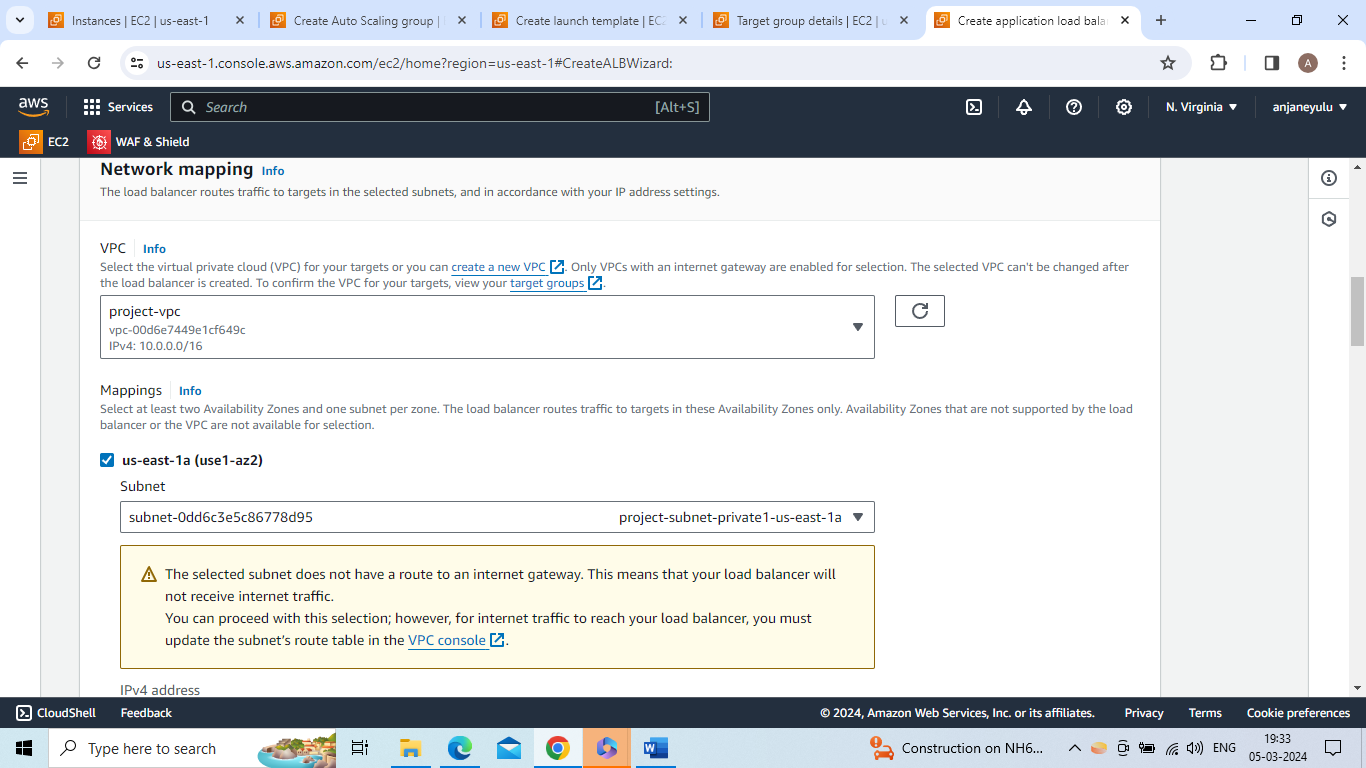 Instances | EC2 | us-east-1
Create Auto Scaling group |
Create launch template | EC2
Target group details | EC2 | u
Create application load bala
us-east-1.console.aws.amazon.com/ec2/home?region=us-east-1#CreateALBWizard:
A
aws
Services
Search
[Alt+S]
N. Virginia
anjaneyulu
EC2
WAF & Shield
Network mapping Info
The load balancer routes traffic to targets in the selected subnets, and in accordance with your IP address settings.
VPC Info
Select the virtual private cloud (VPC) for your targets or you can create a new VPC. Only VPCs with an internet gateway are enabled for selection. The selected VPC can't be changed after
the load balancer is created. To confirm the VPC for your targets, view your target groups.
project-vpc
vpc-00d6e7449e1cf649c
IPv4: 10.0.0.0/16
Mappings Info
Select at least two Availability Zones and one subnet per zone. The load balancer routes traffic to targets in these Availability Zones only. Availability Zones that are not supported by the load
balancer or the VPC are not available for selection.
us-east-1a (use1-az2)
Subnet
subnet-0dd6c3e5c86778d95 project-subnet-private1-us-east-1a
The selected subnet does not have a route to an internet gateway. This means that your load balancer will
not receive internet traffic.
You can proceed with this selection; however, for internet traffic to reach your load balancer, you must
update the subnet's route table in the VPC console.
IPv4 address
CloudShell Feedback
© 2024, Amazon Web Services, Inc. or its affiliates. Privacy Terms Cookie preferences
Type here to search
Construction on NH6...
ENG
19:33
05-03-2024